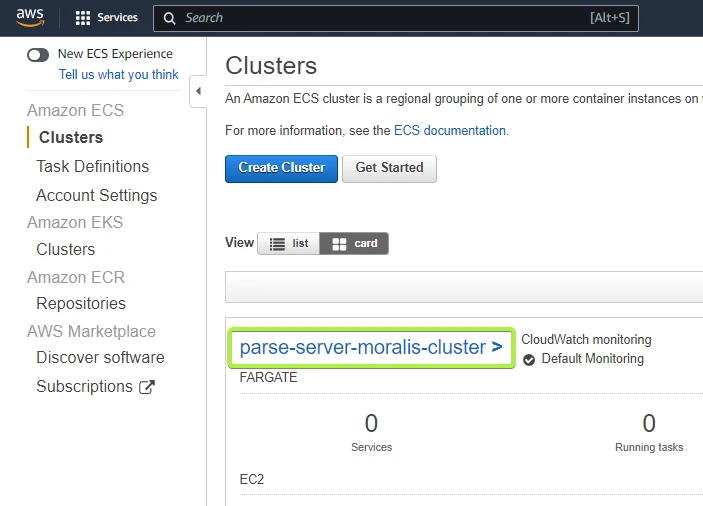 aws
Services
Search
[Alt+S]
New ECS Experience
Tell us what you think
Amazon ECS
Clusters
Task Definitions
Account Settings
Amazon EKS
Clusters
Amazon ECR
Repositories
AWS Marketplace
Discover software
Subscriptions
Clusters
An Amazon ECS cluster is a regional grouping of one or more container instances on
For more information, see the ECS documentation.
Create Cluster
Get Started
View
list
card
parse-server-moralis-cluster >
CloudWatch monitoring
Default Monitoring
FARGATE
0
Services
0
Running tasks
EC2